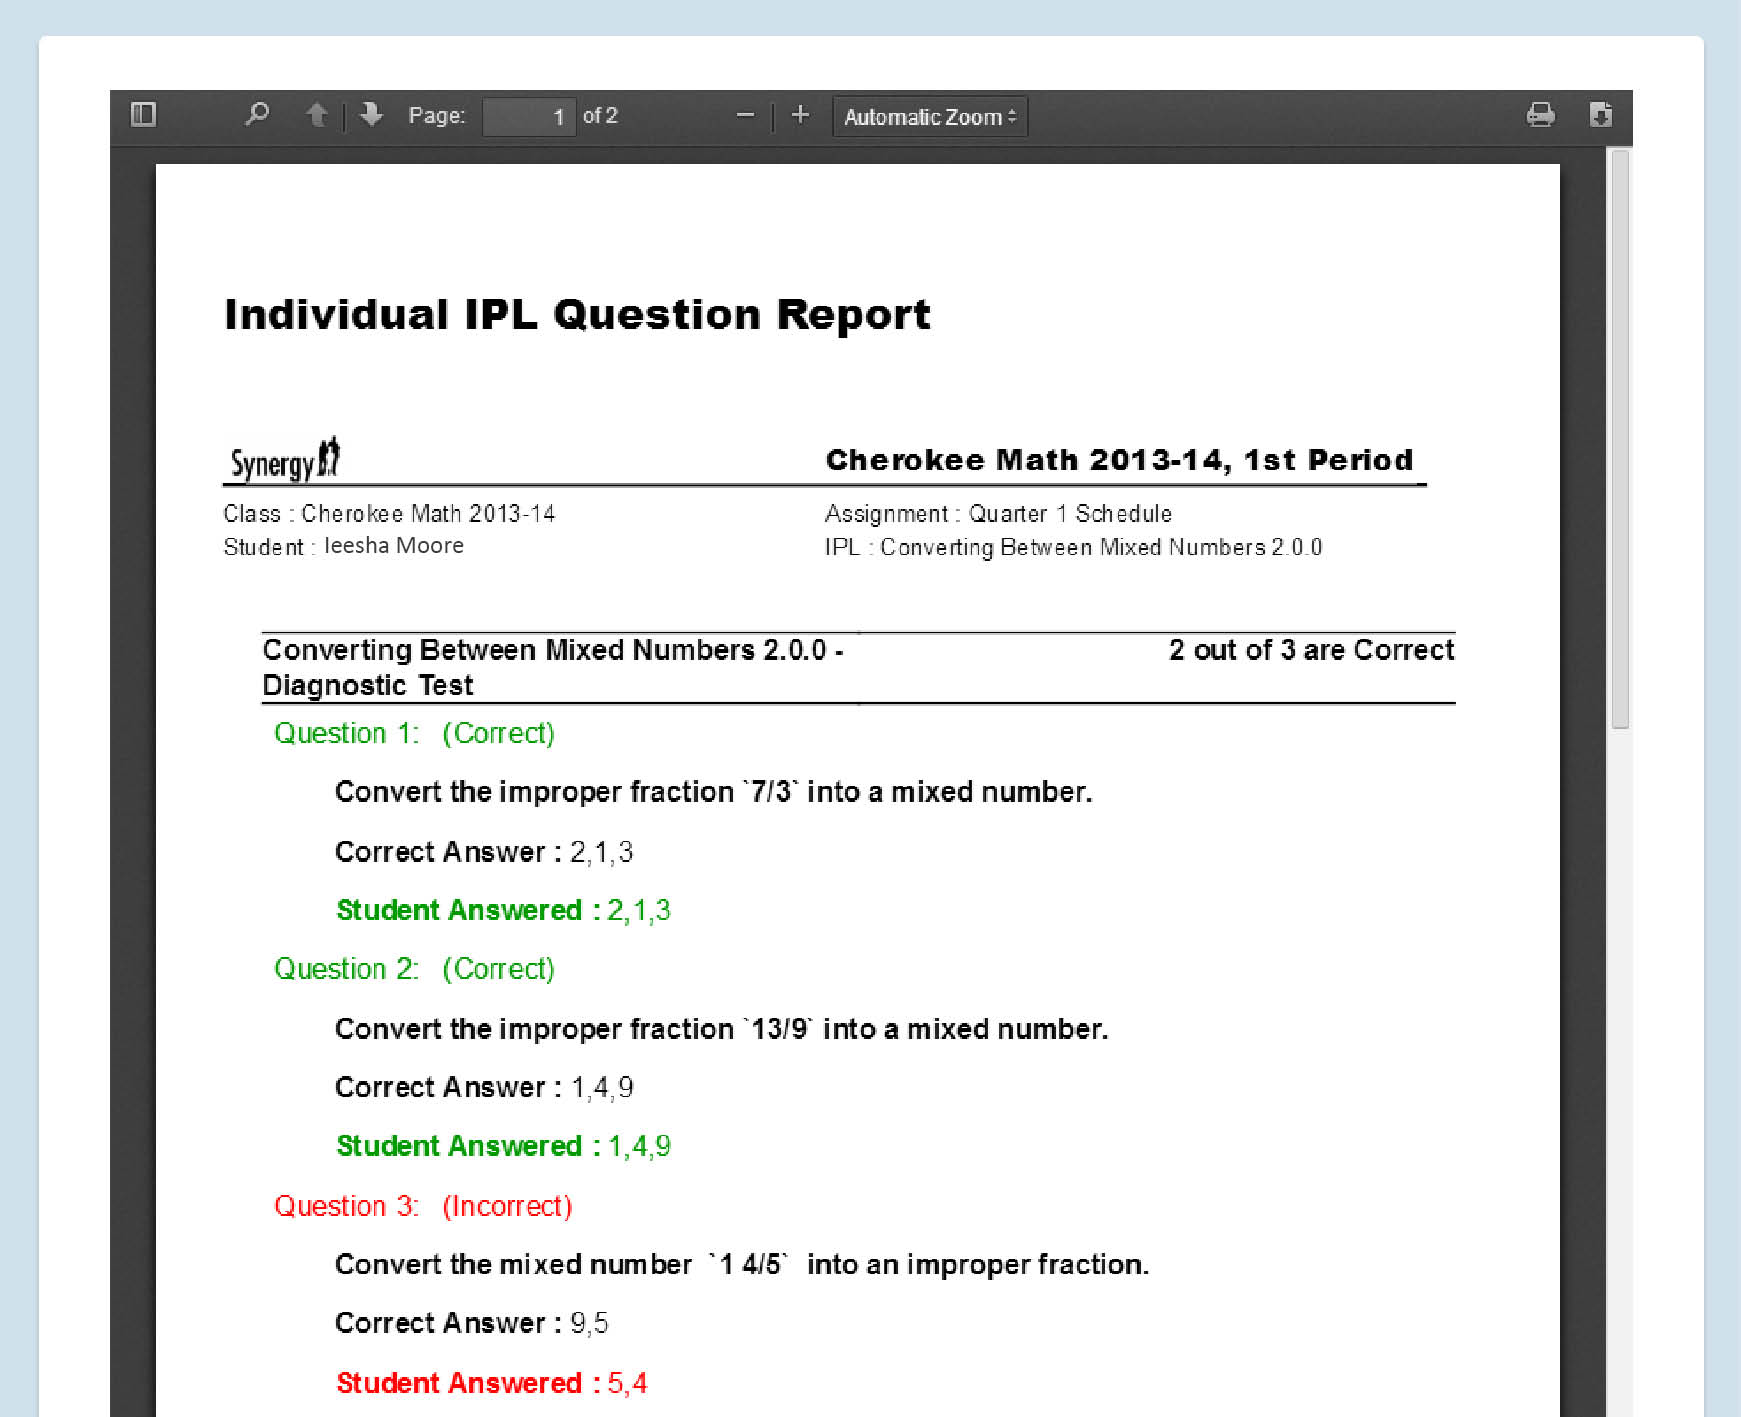 Page: 1 of 2 Automatic Zoom
Individual IPL Question Report
Synergy
Cherokee Math 2013-14, 1st Period
Class : Cherokee Math 2013-14
Assignment : Quarter 1 Schedule
Student : Ieesha Moore
IPL : Converting Between Mixed Numbers 2.0.0
Converting Between Mixed Numbers 2.0.0 -
2 out of 3 are Correct
Diagnostic Test
Question 1: (Correct)
Convert the improper fraction `7/3` into a mixed number.
Correct Answer : 2,1,3
Student Answered : 2,1,3
Question 2: (Correct)
Convert the improper fraction `13/9` into a mixed number.
Correct Answer : 1,4,9
Student Answered : 1,4,9
Question 3: (Incorrect)
Convert the mixed number `1 4/5` into an improper fraction.
Correct Answer : 9,5
Student Answered : 5,4